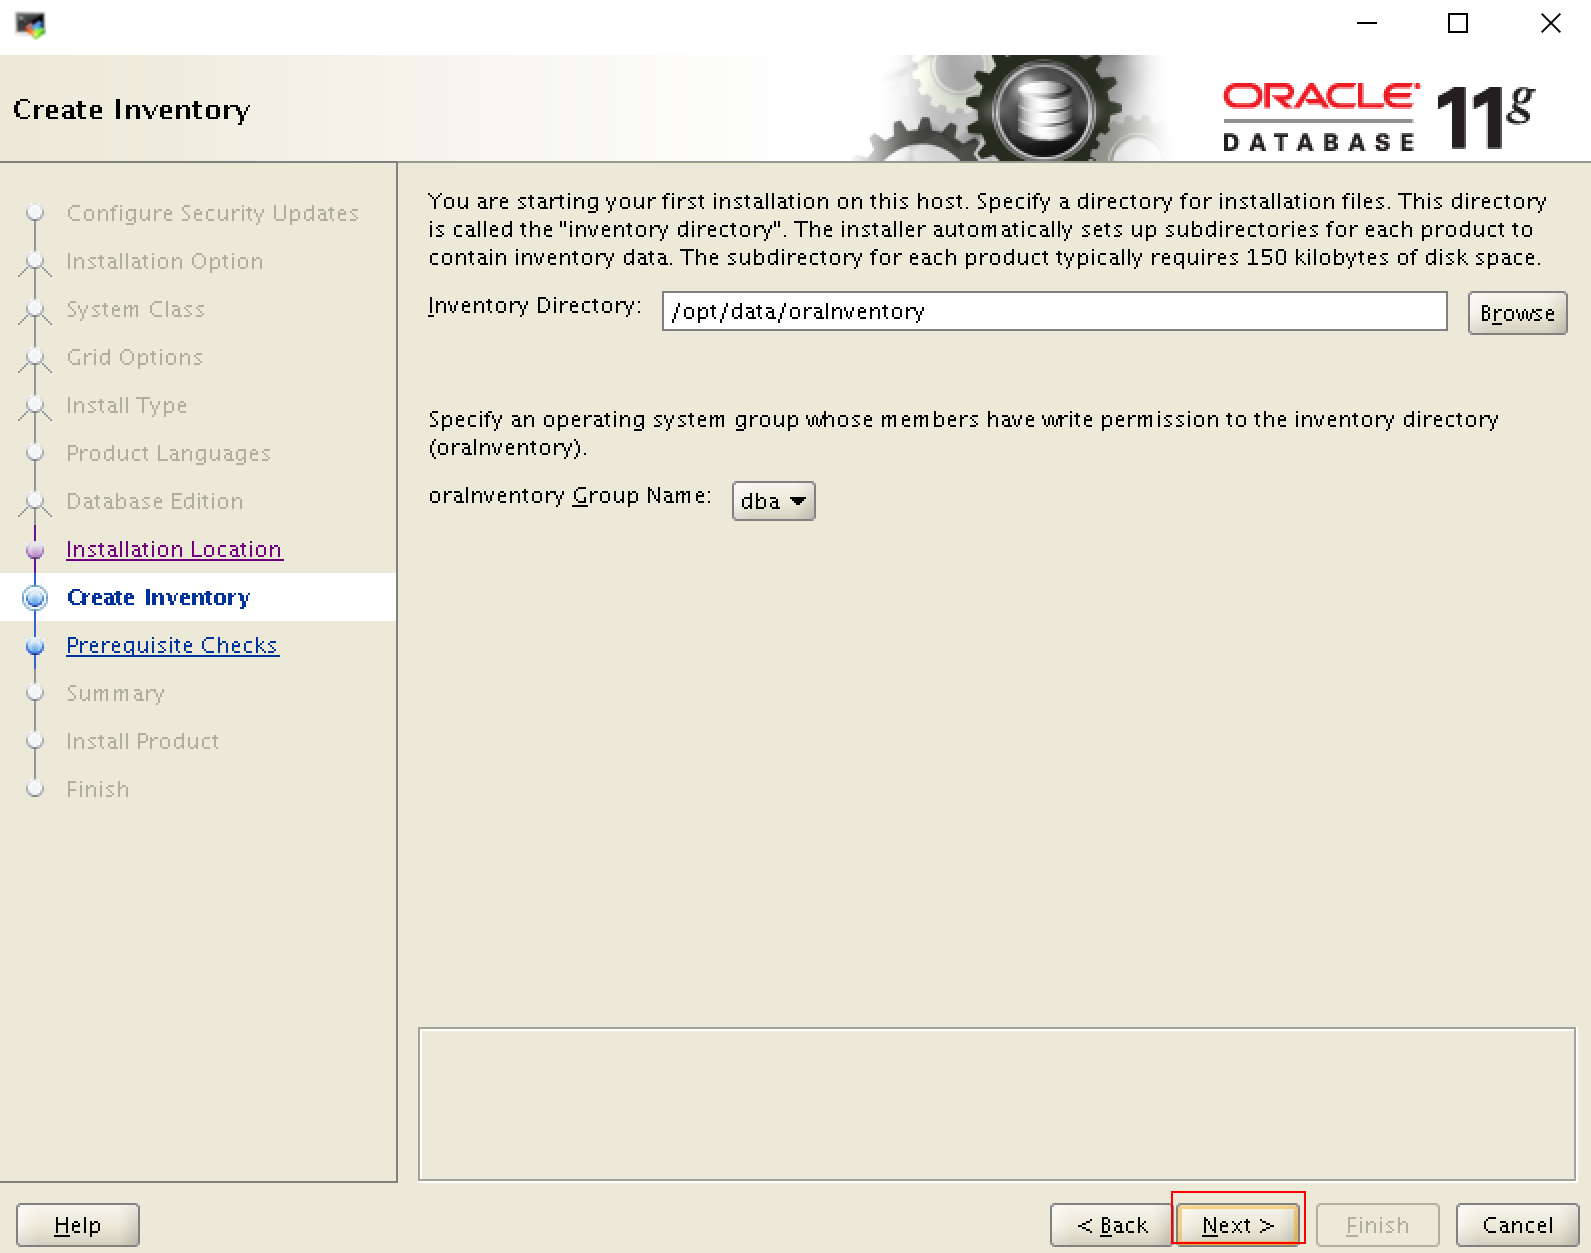 Create Inventory
ORACLE
DATABASE
11g
Configure Security Updates
Installation Option
System Class
Grid Options
Install Type
Product Languages
Database Edition
Installation Location
Create Inventory
Prerequisite Checks
Summary
Install Product
Finish
You are starting your first installation on this host. Specify a directory for installation files. This directory
is called the "inventory directory". The installer automatically sets up subdirectories for each product to
contain inventory data. The subdirectory for each product typically requires 150 kilobytes of disk space.
Inventory Directory: /opt/data/oraInventory Browse
Specify an operating system group whose members have write permission to the inventory directory
(oraInventory).
oraInventory Group Name: dba
Help < Back Next > Finish Cancel